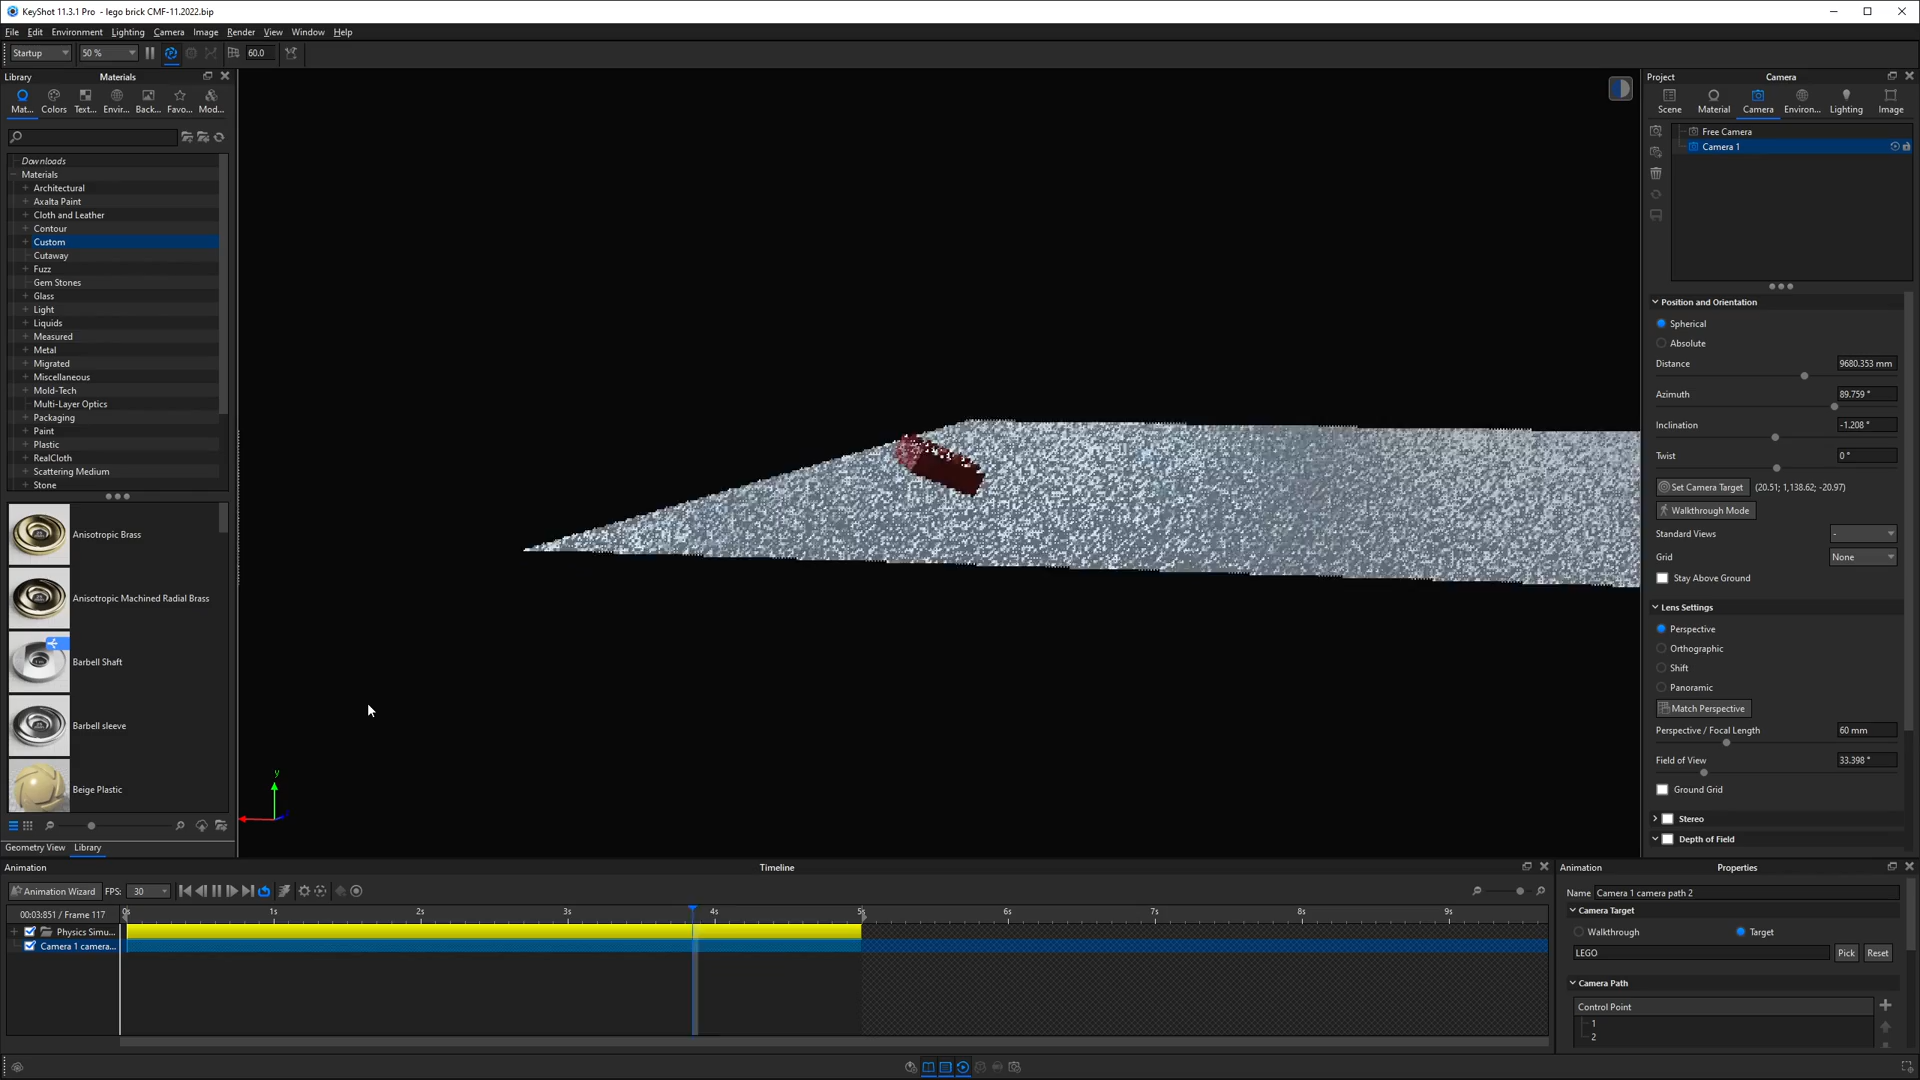 KeyShot 11.3.1 Pro - lego brick CMF-11.2022.bip
File Edit Environment Lighting Camera Image Render View Window Help
Startup 50 % 60.0
Library Materials
Mat... Colors Text... Envir... Back... Favo... Mod...
Downloads
Materials
Architectural
Axalta Paint
Cloth and Leather
Contour
Custom
Cutaway
Fuzz
Gem Stones
Glass
Light
Liquids
Measured
Metal
Migrated
Miscellaneous
Mold-Tech
Multi-Layer Optics
Packaging
Paint
Plastic
RealCloth
Scattering Medium
Stone
Anisotropic Brass
Anisotropic Machined Radial Brass
Barbell Shaft
Barbell sleeve
Beige Plastic
Geometry View Library
y
Project Camera
Scene Material Camera Environ... Lighting Image
Free Camera
Camera 1
Position and Orientation
Spherical
Absolute
Distance 9680.353 mm
Azimuth 89.759 °
Inclination -1.208 °
Twist 0 °
Set Camera Target (20.51; 1,138.62; -20.97)
Walkthrough Mode
Standard Views -
Grid None
Stay Above Ground
Lens Settings
Perspective
Orthographic
Shift
Panoramic
Match Perspective
Perspective / Focal Length 60 mm
Field of View 33.398 °
Ground Grid
Stereo
Depth of Field
Animation Timeline
Animation Wizard FPS: 30
00:03:851 / Frame 117 0s 1s 2s 3s 4s 5s 6s 7s 8s 9s
Physics Simu...
Camera 1 camera...
Animation Properties
Name Camera 1 camera path 2
Camera Target
Walkthrough Target
LEGO Pick Reset
Camera Path
Control Point
1
2